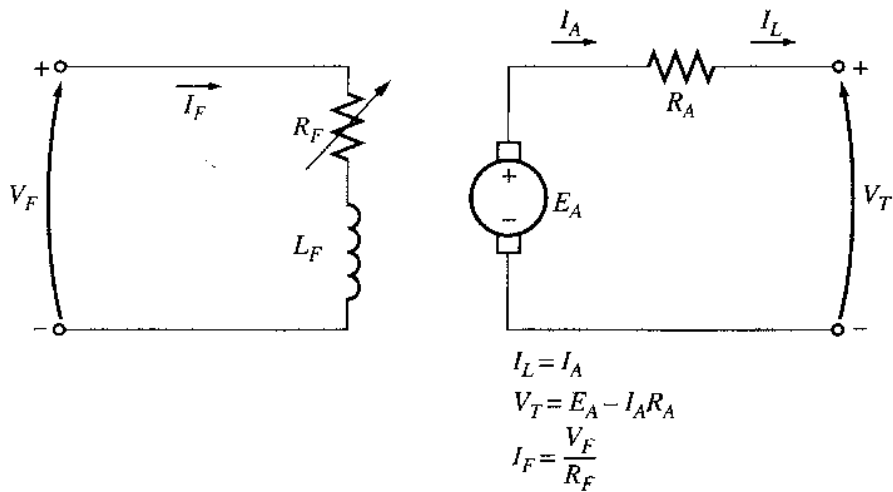 I_A
I_L
+
+
I_F
R_F
R_A
V_F
+
E_A
−
V_T
L_F
−
−
I_L = I_A
V_T = E_A − I_A R_A
I_F = V_F / R_F